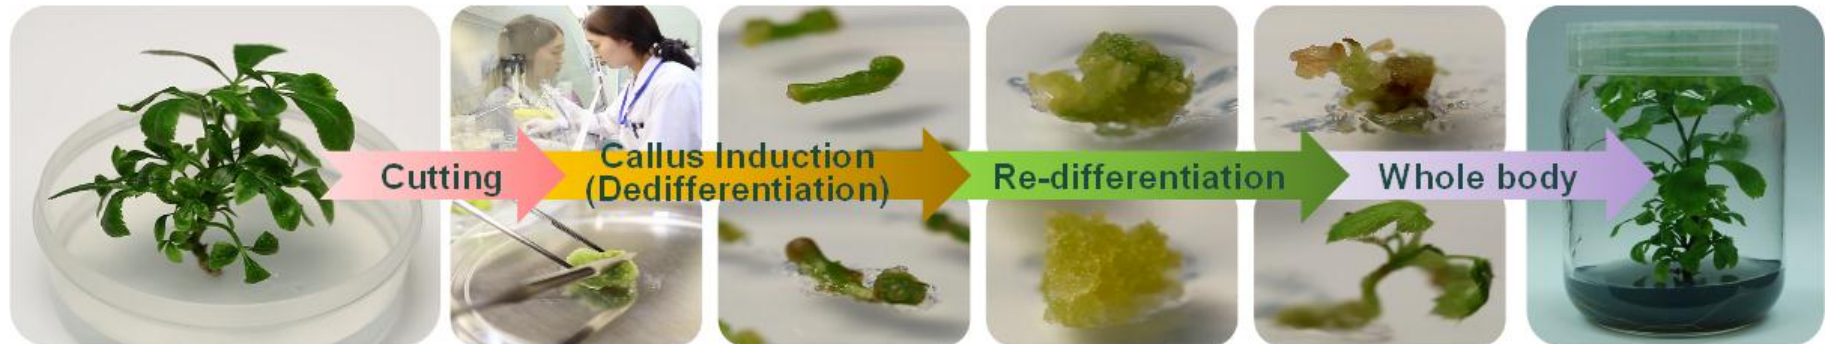 Cutting
Callus Induction
(Dedifferentiation)
Re-differentiation
Whole body